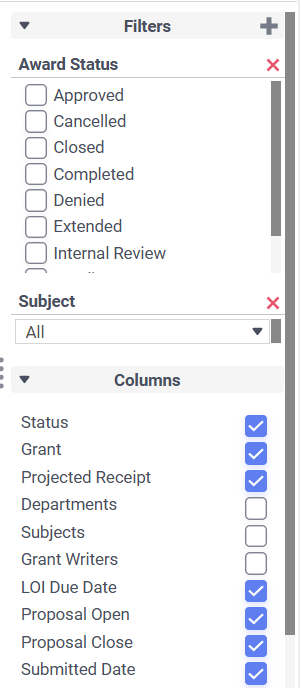 Filters
Award Status
Approved
Cancelled
Closed
Completed
Denied
Extended
Internal Review
Subject
All
Columns
Status
Grant
Projected Receipt
Departments
Subjects
Grant Writers
LOI Due Date
Proposal Open
Proposal Close
Submitted Date